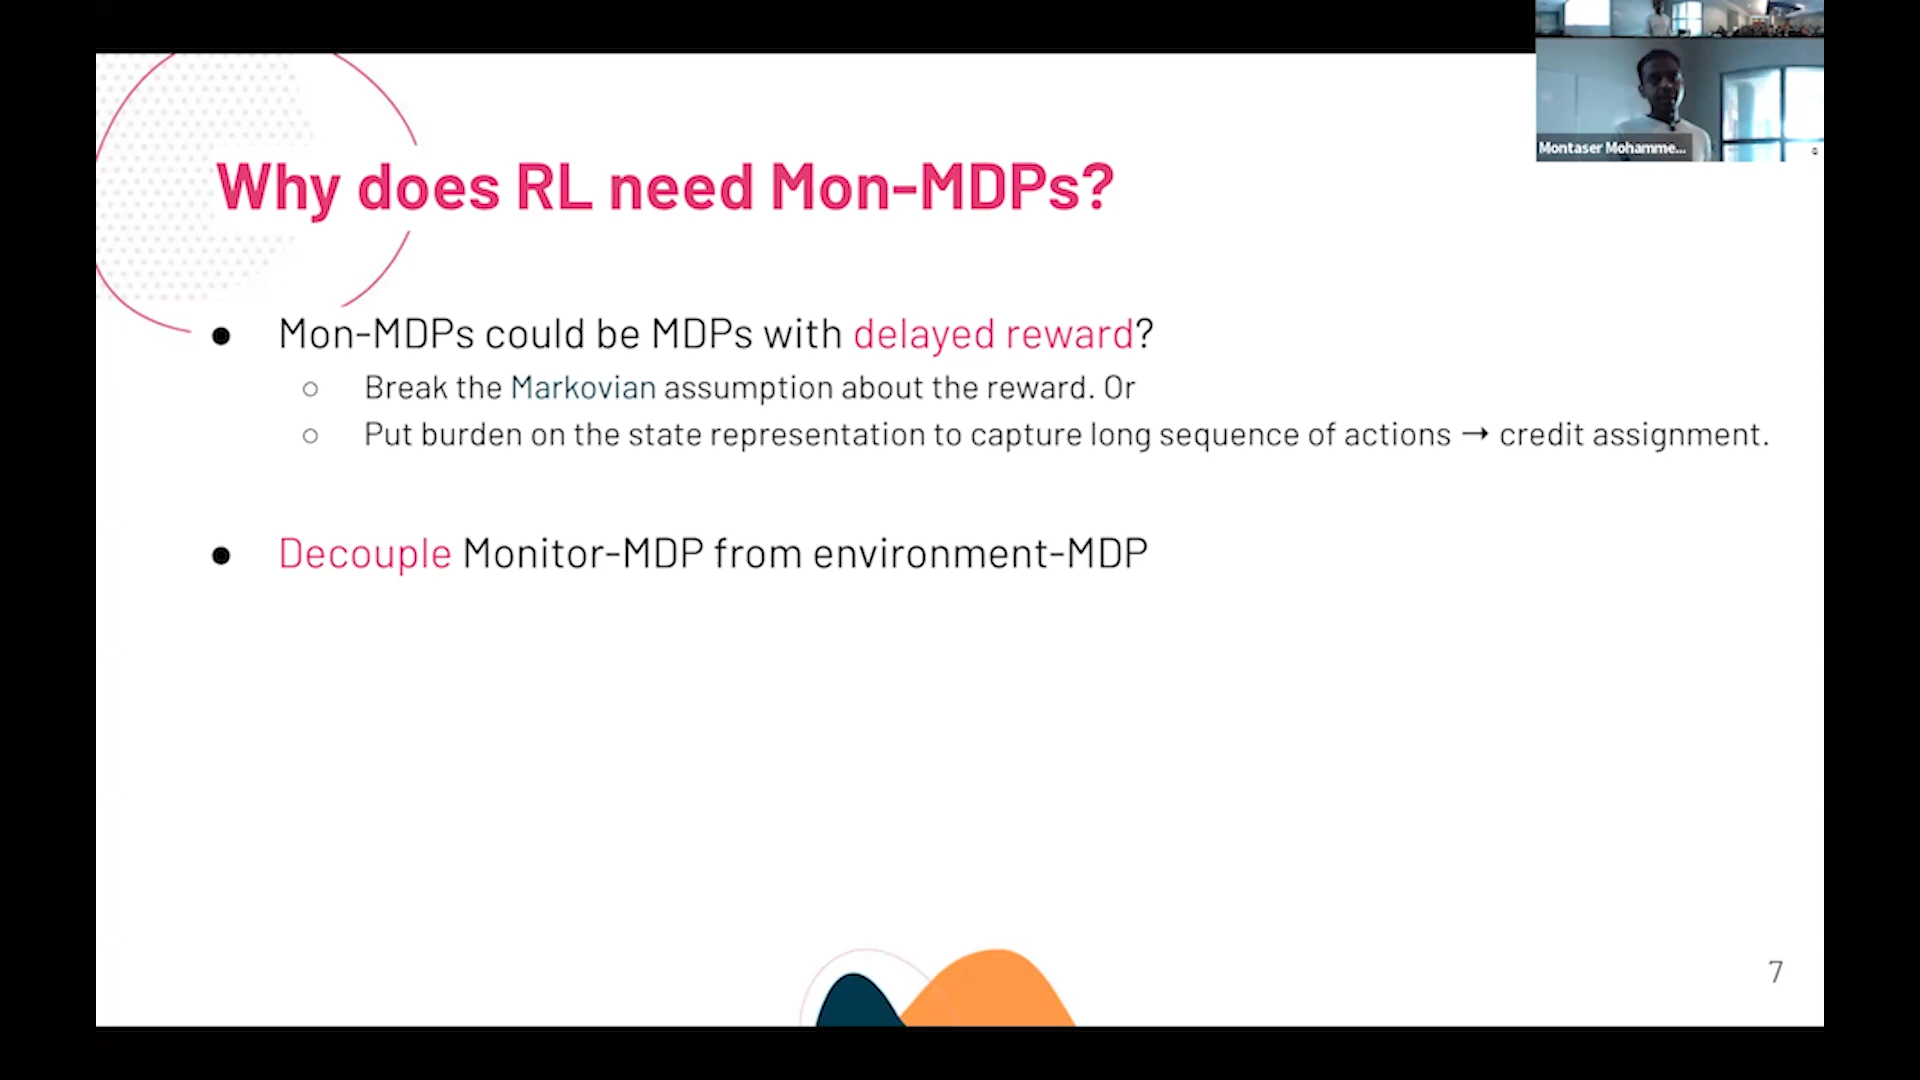 Montaser Mohamme...
Why does RL need Mon-MDPs?
● Mon-MDPs could be MDPs with delayed reward?
○ Break the Markovian assumption about the reward. Or
○ Put burden on the state representation to capture long sequence of actions → credit assignment.
● Decouple Monitor-MDP from environment-MDP
7